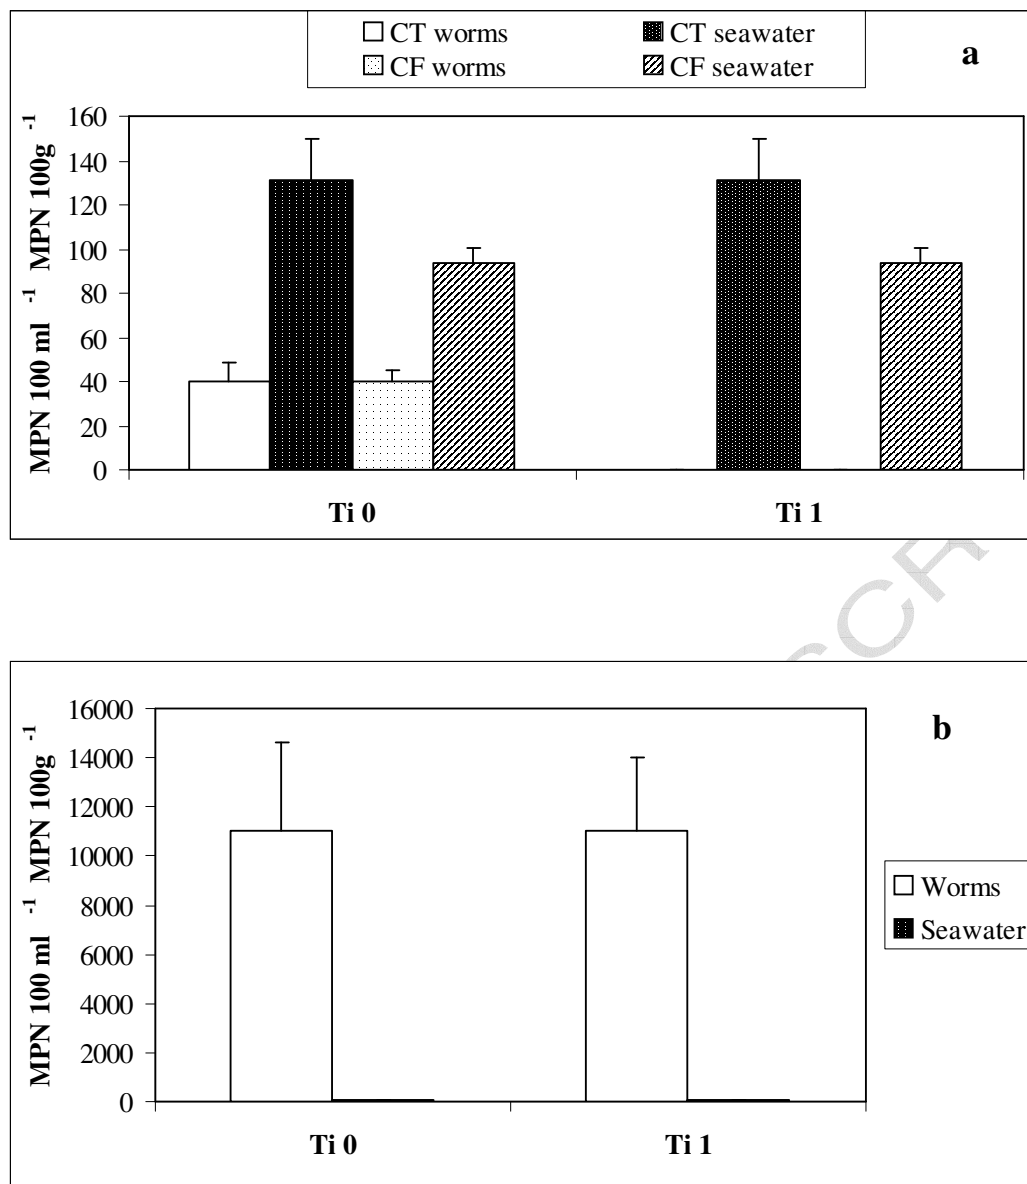 CT worms CT seawater
CF worms CF seawater
a
MPN 100 ml -1 MPN 100g -1
160
140
120
100
80
60
40
20
0
Ti 0 Ti 1
SCR
b
MPN 100 ml -1 MPN 100g -1
16000
14000
12000
10000
8000
6000
4000
2000
0
Worms
Seawater
Ti 0 Ti 1